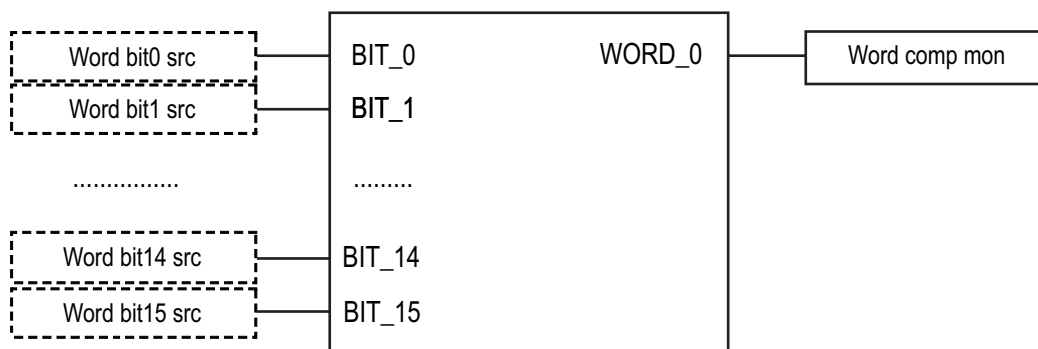 Word bit0 src BIT_0 WORD_0 Word comp mon
Word bit1 src BIT_1
................ .........
Word bit14 src BIT_14
Word bit15 src BIT_15